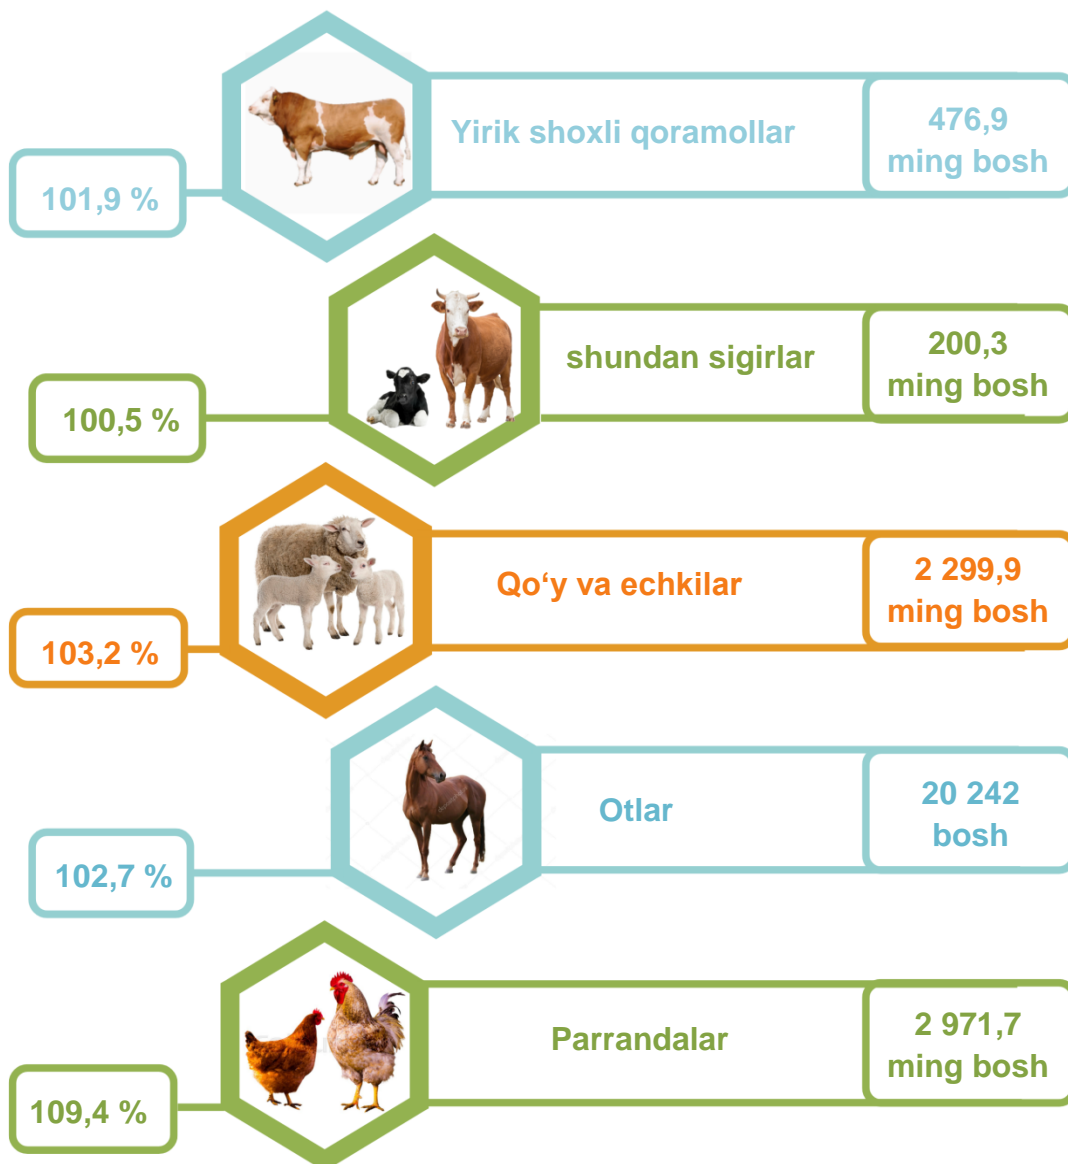 Yirik shoxli qoramollar
476,9
ming bosh
101,9 %
shundan sigirlar
200,3
ming bosh
100,5 %
Qo‘y va echkilar
2 299,9
ming bosh
103,2 %
Otlar
20 242
bosh
102,7 %
Parrandalar
2 971,7
ming bosh
109,4 %